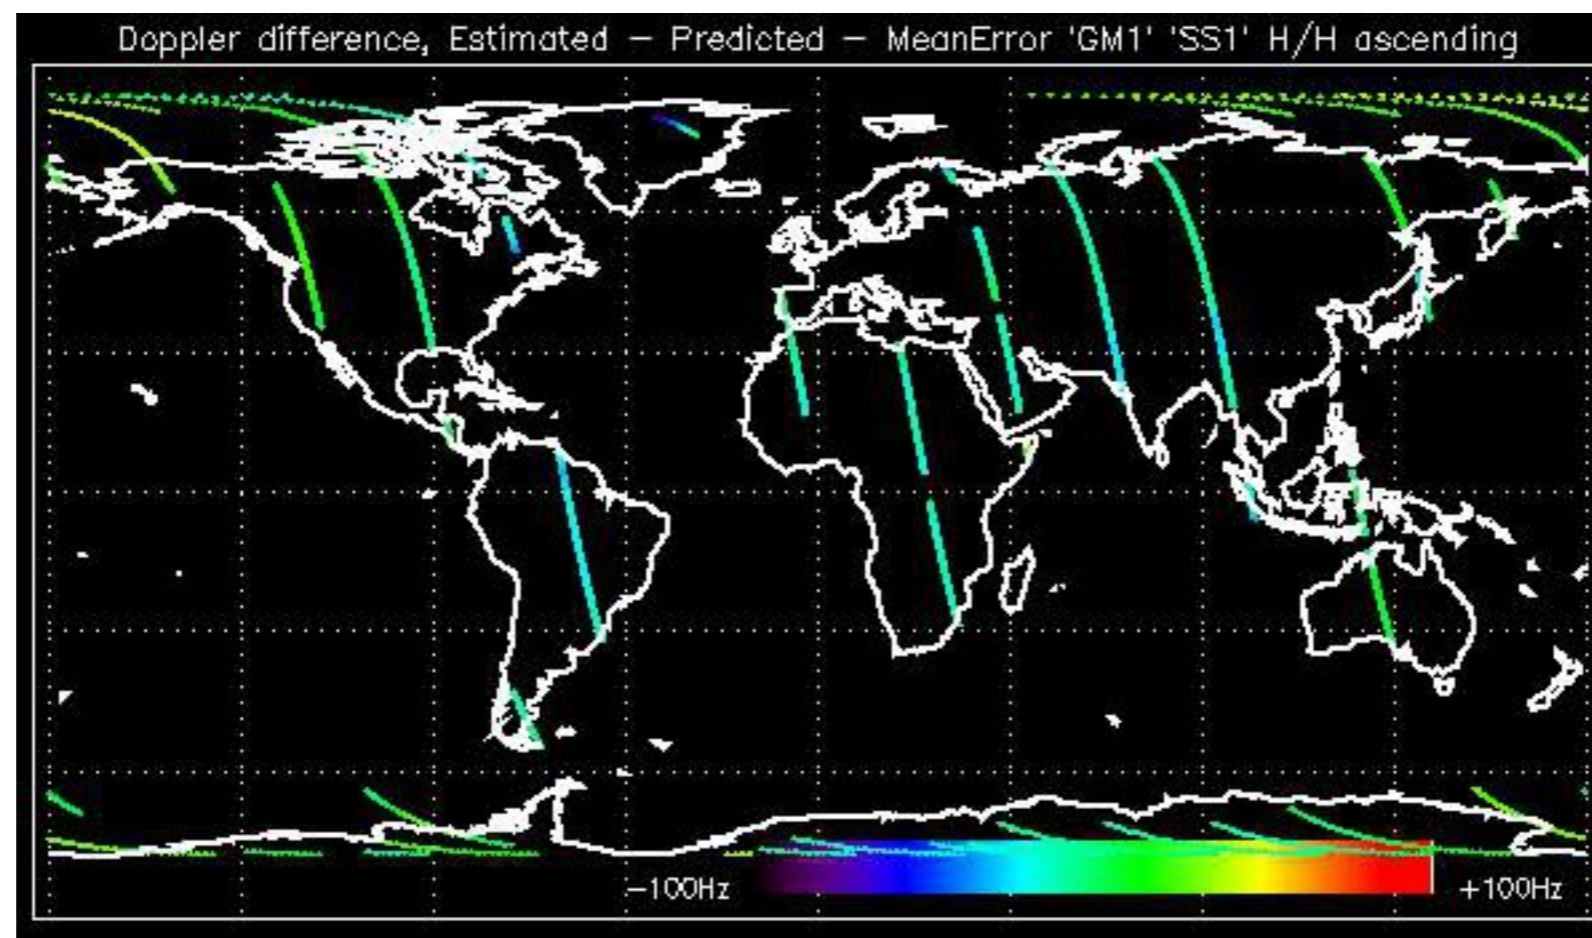 Doppler difference, Estimated – Predicted – MeanError 'GM1' 'SS1' H/H ascending
–100Hz
+100Hz